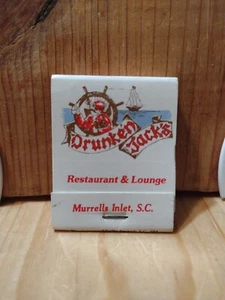 Drunken
Jack's
Restaurant & Lounge
Murrells Inlet, S.C.